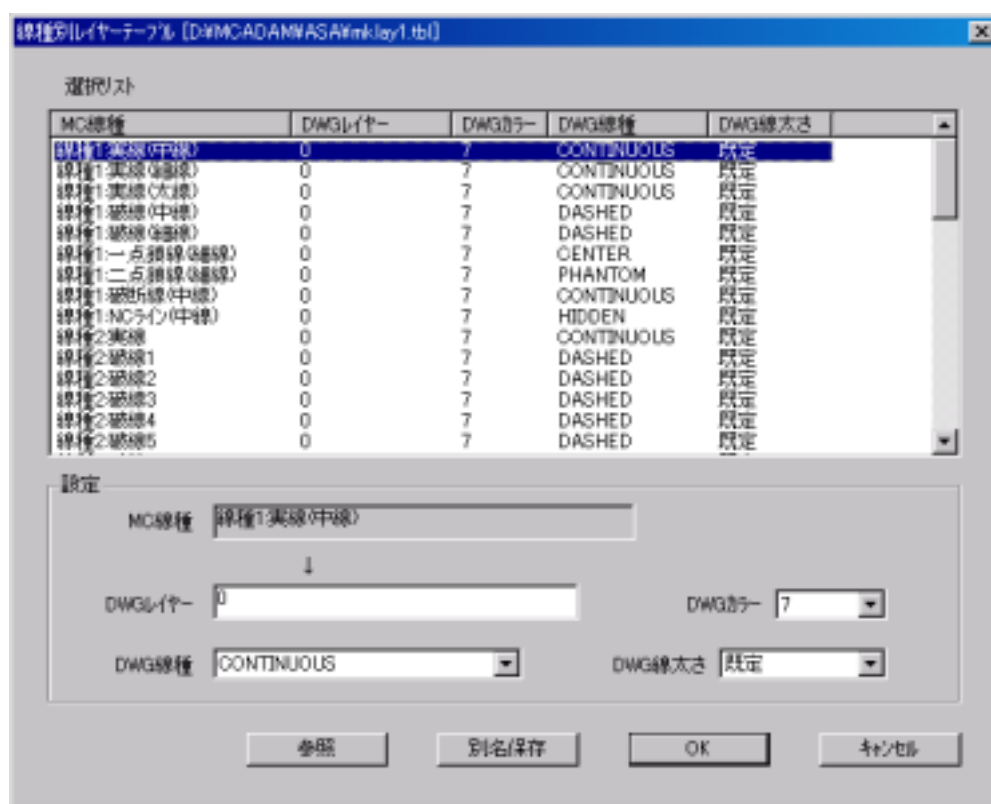 線種別レイヤーテーブル [D:¥MCADAM¥ASA¥mklay1.tbl]
選択リスト
MC線種 DWGレイヤー DWGカラー DWG線種 DWG線太さ
線種1:実線(中線) 0 7 CONTINUOUS 既定
線種1:実線(細線) 0 7 CONTINUOUS 既定
線種1:実線(太線) 0 7 CONTINUOUS 既定
線種1:破線(中線) 0 7 DASHED 既定
線種1:破線(細線) 0 7 DASHED 既定
線種1:一点鎖線(細線) 0 7 CENTER 既定
線種1:二点鎖線(細線) 0 7 PHANTOM 既定
線種1:破断線(中線) 0 7 CONTINUOUS 既定
線種1:NCライン(中線) 0 7 HIDDEN 既定
線種2:実線 0 7 CONTINUOUS 既定
線種2:破線1 0 7 DASHED 既定
線種2:破線2 0 7 DASHED 既定
線種2:破線3 0 7 DASHED 既定
線種2:破線4 0 7 DASHED 既定
線種2:破線5 0 7 DASHED 既定
設定
MC線種 線種1:実線(中線)
↓
DWGレイヤー 0 DWGカラー 7
DWG線種 CONTINUOUS DWG線太さ 既定
参照 別名保存 OK キャンセル